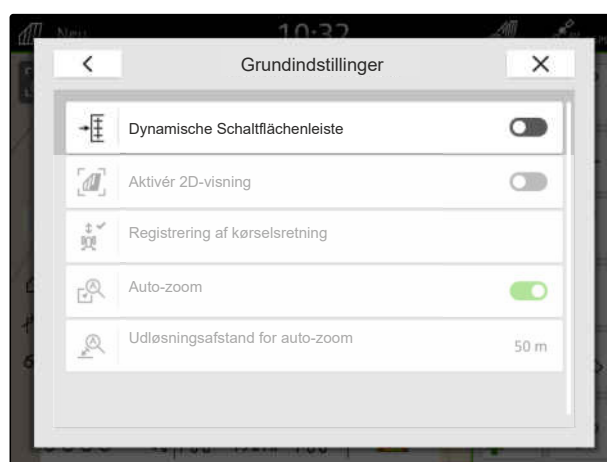 Neu 10:32
Grundindstillinger
Dynamische Schaltflächenleiste
Aktivér 2D-visning
Registrering af kørselsretning
Auto-zoom
Udløsningsafstand for auto-zoom
50 m